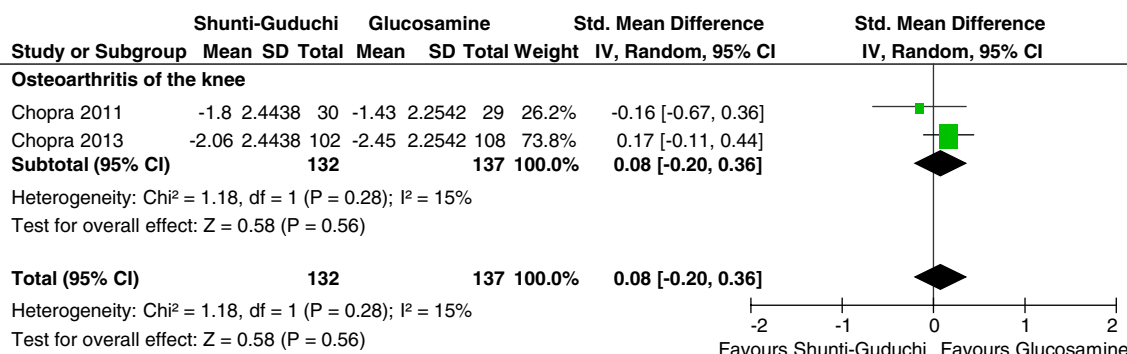 Shunti-Guduchi Glucosamine Std. Mean Difference Std. Mean Difference
Study or Subgroup Mean SD Total Mean SD Total Weight IV, Random, 95% CI IV, Random, 95% CI
Osteoarthritis of the knee
Chopra 2011 -1.8 2.4438 30 -1.43 2.2542 29 26.2% -0.16 [-0.67, 0.36]
Chopra 2013 -2.06 2.4438 102 -2.45 2.2542 108 73.8% 0.17 [-0.11, 0.44]
Subtotal (95% CI) 132 137 100.0% 0.08 [-0.20, 0.36]
Heterogeneity: Chi² = 1.18, df = 1 (P = 0.28); I² = 15%
Test for overall effect: Z = 0.58 (P = 0.56)
Total (95% CI) 132 137 100.0% 0.08 [-0.20, 0.36]
Heterogeneity: Chi² = 1.18, df = 1 (P = 0.28); I² = 15%
Test for overall effect: Z = 0.58 (P = 0.56)
-2 -1 0 1 2
Favours Shunti-Guduchi Favours Glucosamine